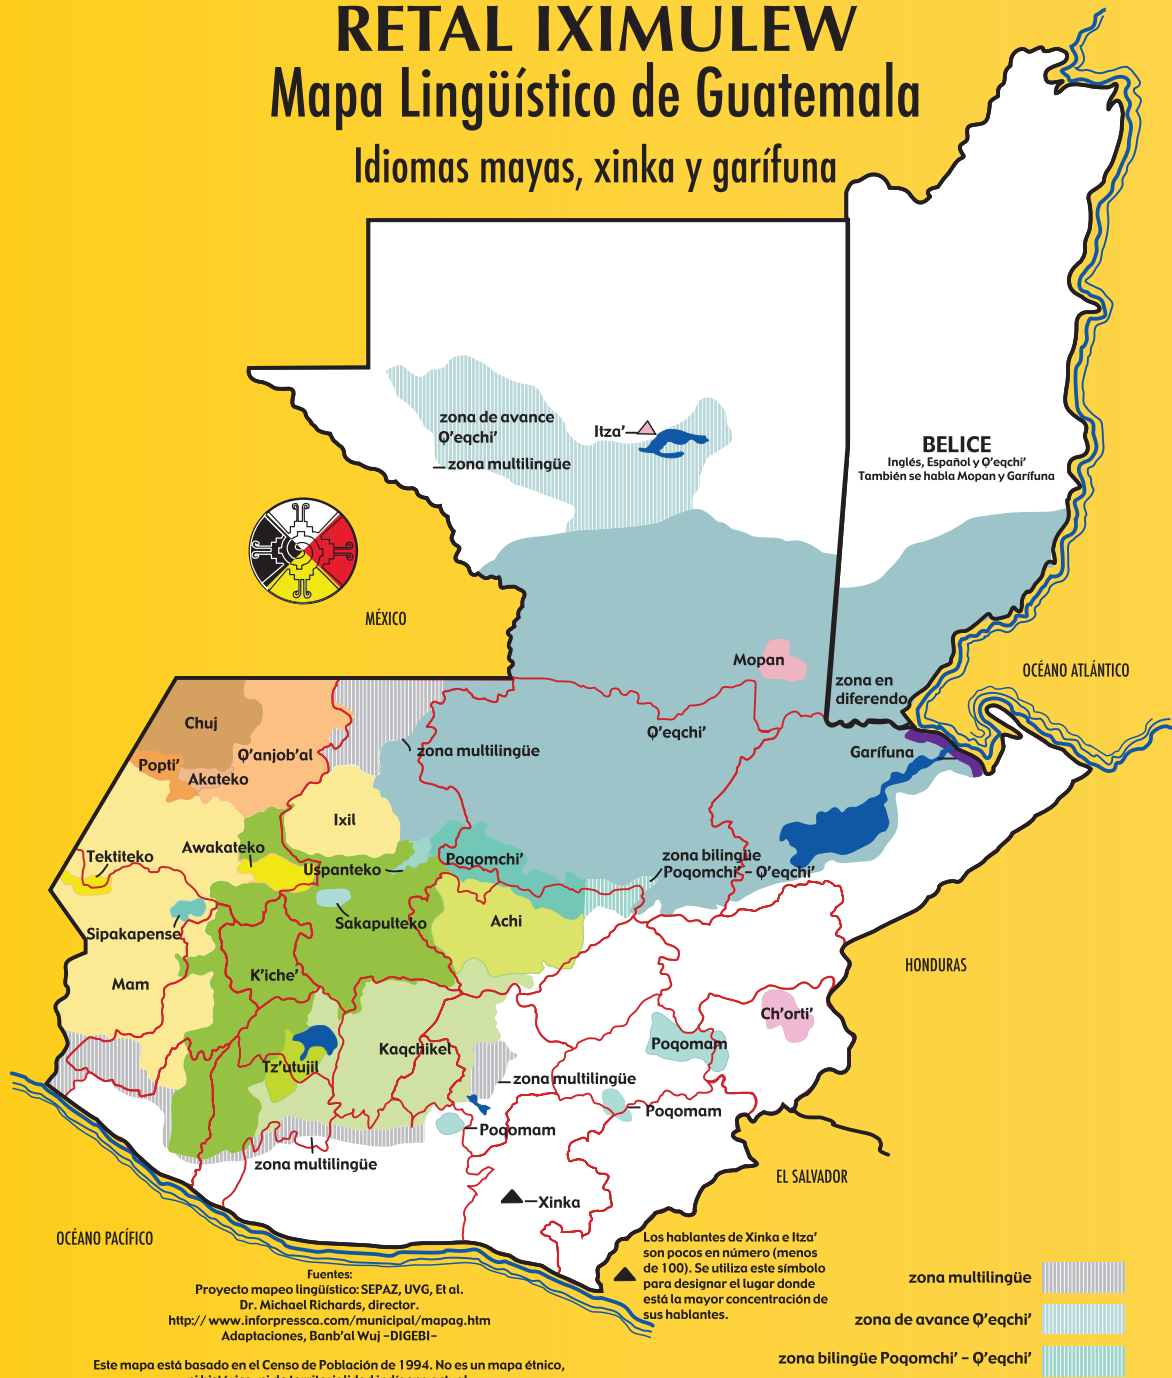 RETAL IXIMULEW
Mapa Lingüístico de Guatemala
Idiomas mayas, xinka y garífuna
zona de avance
Q'eqchi'
zona multilingüe
Itza'
BELICE
Inglés, Español y Q'eqchi'
También se habla Mopan y Garífuna
MÉXICO
Mopan
zona en
diferendo
OCÉANO ATLÁNTICO
Chuj
Q'anjob'al
Popti'
Akateko
zona multilingüe
Q'eqchi'
Garífuna
Ixil
Tektiteko
Awakateko
Uspanteko
Poqomchi'
zona bilingüe
Poqomchi' - Q'eqchi'
Sipakapense
Sakapulteko
Achi
Mam
K'iche'
HONDURAS
Ch'orti'
Tz'utujil
Kaqchikel
Poqomam
zona multilingüe
Poqomam
Poqomam
zona multilingüe
EL SALVADOR
Xinka
OCÉANO PACÍFICO
Los hablantes de Xinka e Itza'
son pocos en número (menos
de 100). Se utiliza este símbolo
para designar el lugar donde
está la mayor concentración de
sus hablantes.
Fuentes:
Proyecto mapeo lingüístico: SEPAZ, UVG, Et al.
Dr. Michael Richards, director.
http://www.inforpressca.com/municipal/mapag.htm
Adaptaciones, Banb'al Wuj -DIGEBI-
Este mapa está basado en el Censo de Población de 1994. No es un mapa étnico,
zona multilingüe
zona de avance Q'eqchi'
zona bilingüe Poqomchi' - Q'eqchi'